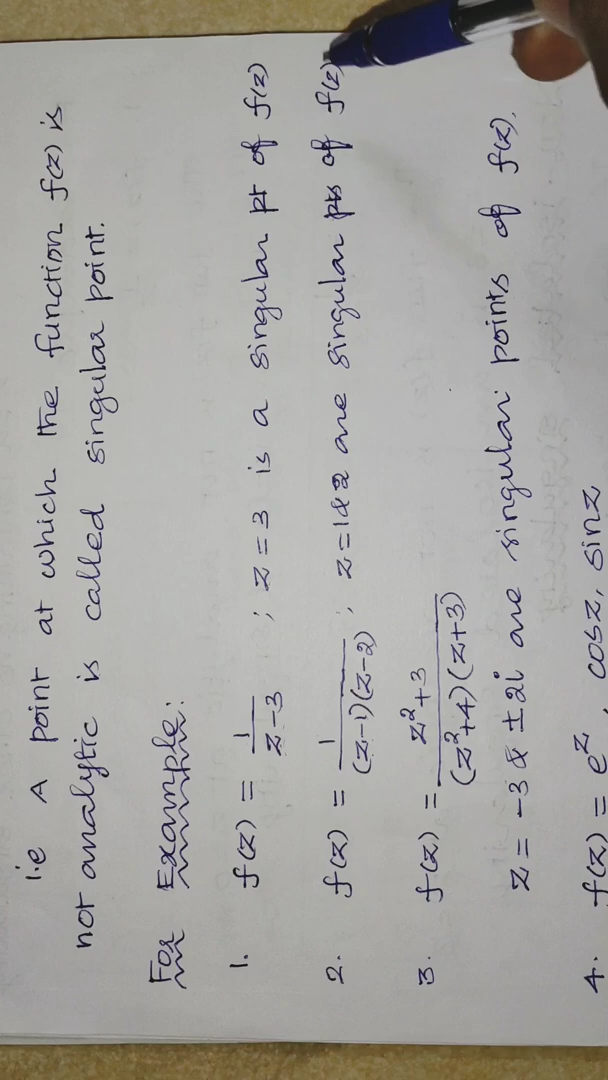 i.e A point at which the function f(z) is
not analytic is called singular point.
For Example:
1. f(z) = 1/(z-3) ; z=3 is a singular pt of f(z)
2. f(z) = 1/((z-1)(z-2)) ; z=1&2 are singular pts of f(z)
3. f(z) = (z²+3)/((z²+4)(z+3))
z = -3 & ±2i are singular points of f(z).
4. f(z) = e^z, cosz, sinz